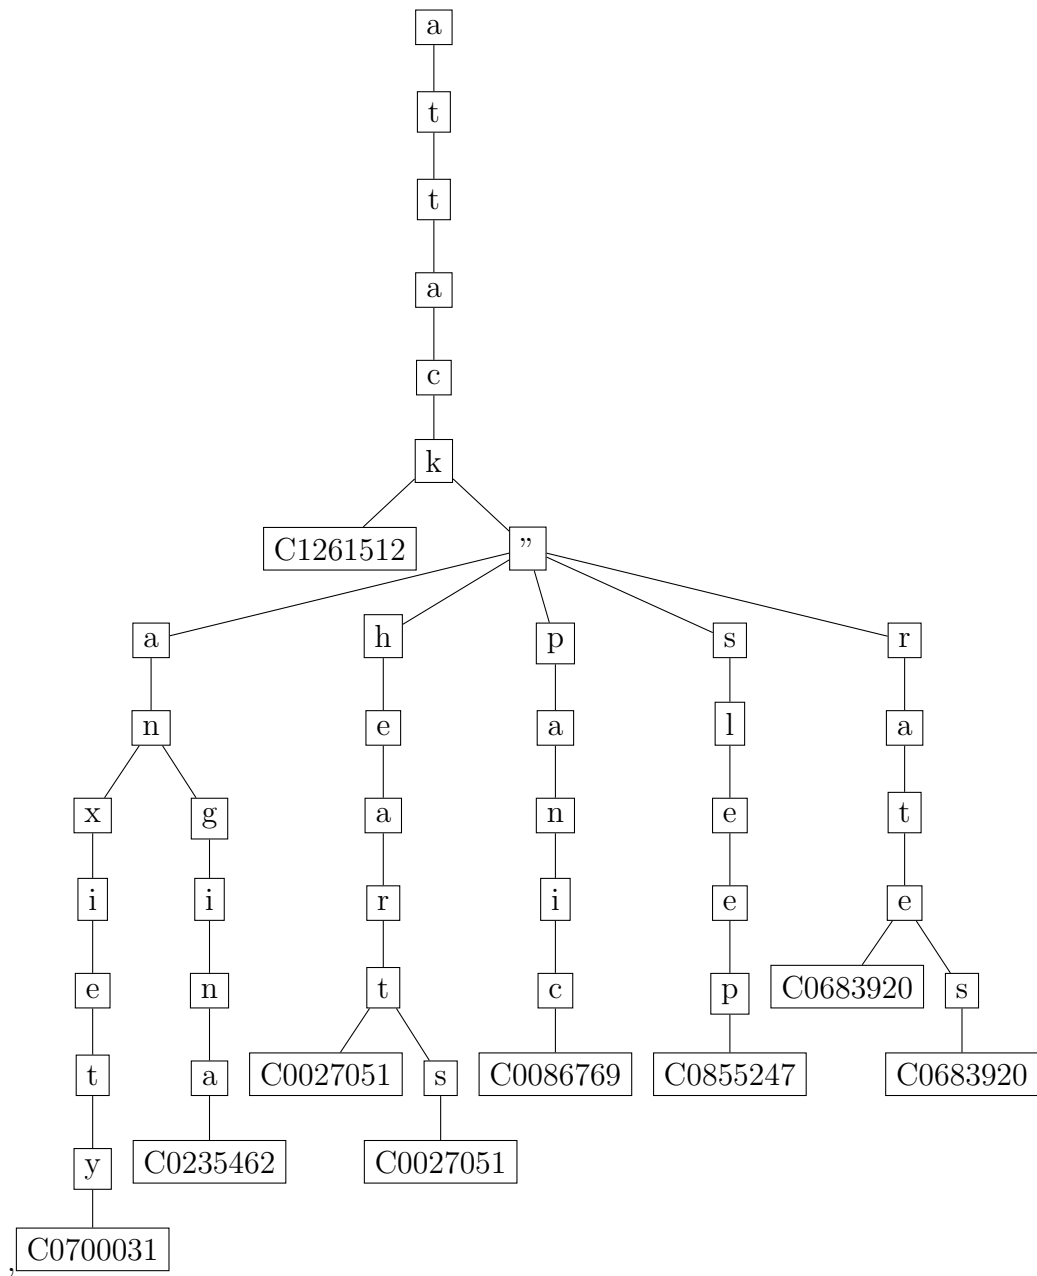 a
t
t
a
c
k
C1261512 ”
a h p s r
n e a l a
x g a n e t
i i r i e e
e n t c p C0683920 s
t a C0027051 s C0086769 C0855247 C0683920
y C0235462 C0027051
, C0700031